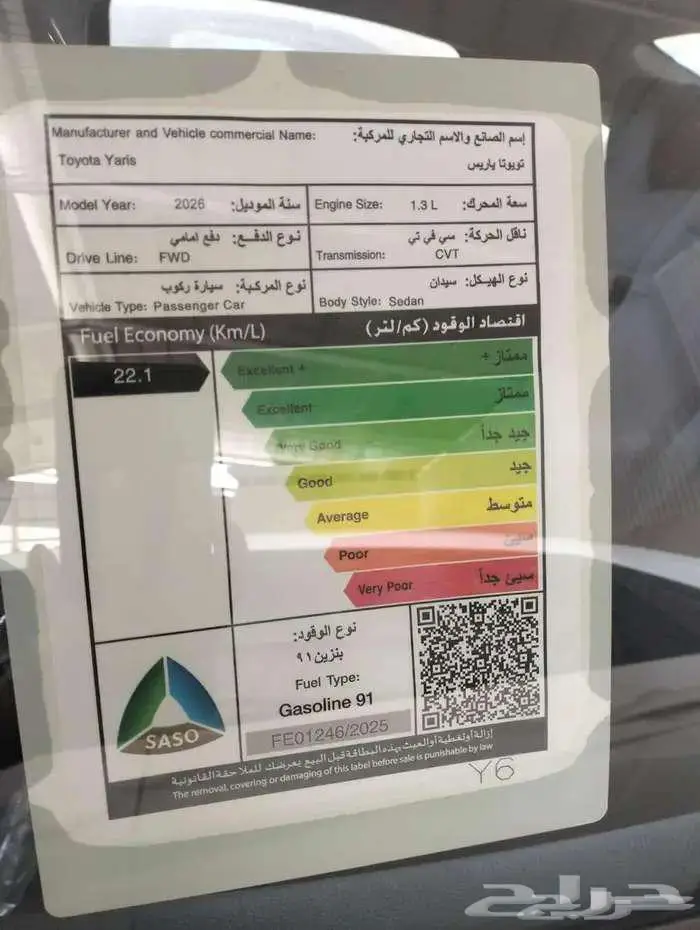 Manufacturer and Vehicle commercial Name: إسم الصانع والاسم التجاري للمركبة:
Toyota Yaris تويوتا ياريس
Model Year: 2026 سنة الموديل: Engine Size: 1.3 L سعة المحرك:
نوع الدفع: دفع امامي ناقل الحركة: سي في تي
Drive Line: FWD Transmission: CVT
نوع المركبة: سيارة ركوب نوع الهيكل: سيدان
Vehicle Type: Passenger Car Body Style: Sedan
Fuel Economy (Km/L) اقتصاد الوقود (كم/لتر)
22.1 Excellent + ممتاز +
Excellent ممتاز
Very Good جيد جداً
Good جيد
Average متوسط
Poor سيئ
Very Poor سيئ جداً
نوع الوقود:
بنزين ٩١
Fuel Type:
Gasoline 91
FE01246/2025
SASO
إزالة أو تغطية أو العبث بهذه البطاقة قبل البيع يعرضك للملاحقة القانونية
The removal, covering or damaging of this label before sale is punishable by law
Y6
حراج